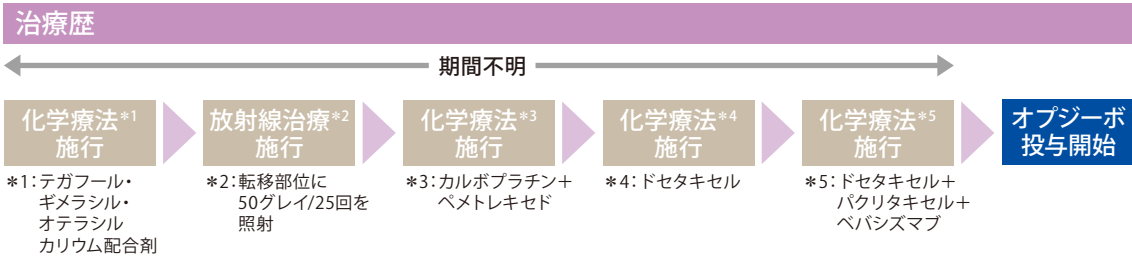 治療歴
期間不明
化学療法*1
施行
放射線治療*2
施行
化学療法*3
施行
化学療法*4
施行
化学療法*5
施行
オプジーボ
投与開始
*1：テガフール・
ギメラシル・
オテラシル
カリウム配合剤
*2：転移部位に
50グレイ/25回を
照射
*3：カルボプラチン＋
ペメトレキセド
*4：ドセタキセル
*5：ドセタキセル＋
パクリタキセル＋
ベバシズマブ